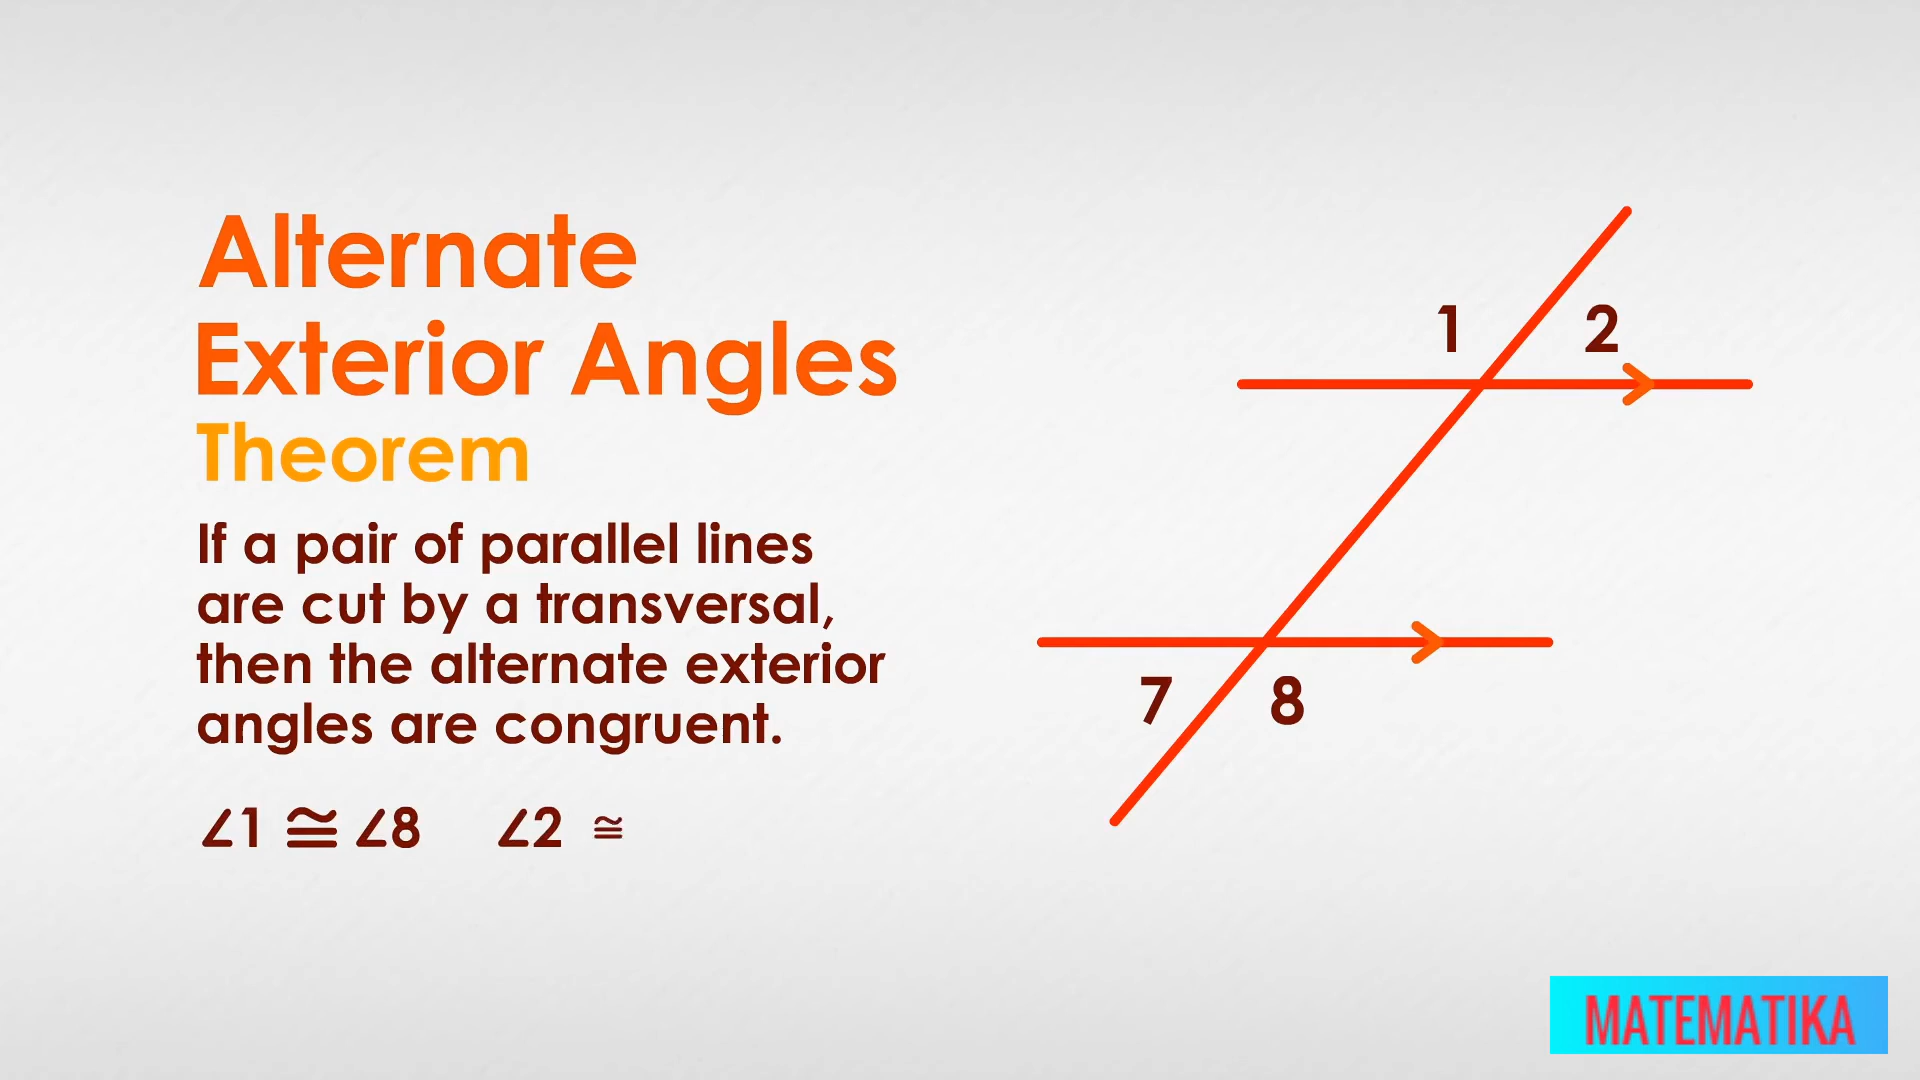 Alternate
Exterior Angles
Theorem
If a pair of parallel lines
are cut by a transversal,
then the alternate exterior
angles are congruent.
∠1 ≅ ∠8 ∠2 ≅
1 2
7 8
MATEMATIKA